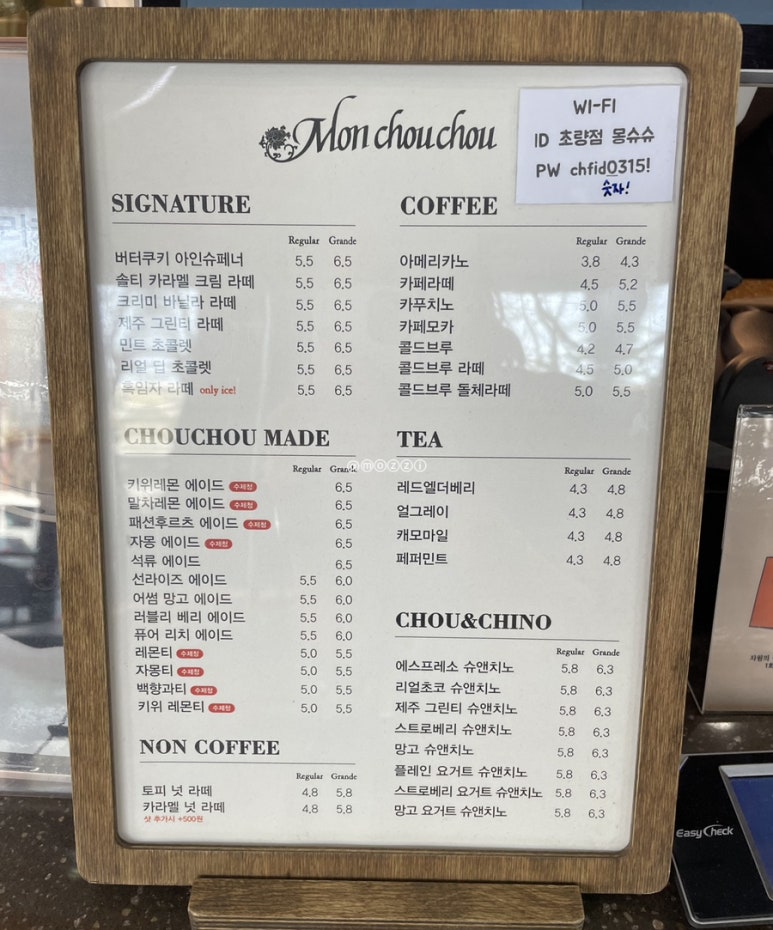 Mon chouchou
WI-FI
ID 초량점 몽슈슈
PW chfid0315!
숫자!
SIGNATURE
Regular Grande
버터쿠키 아인슈페너 5.5 6.5
솔티 카라멜 크림 라떼 5.5 6.5
크리미 바닐라 라떼 5.5 6.5
제주 그린티 라떼 5.5 6.5
민트 초콜렛 5.5 6.5
리얼 딥 초콜렛 5.5 6.5
흑임자 라떼 only ice! 5.5 6.5
CHOUCHOU MADE
Regular Grande
키위레몬 에이드 수제청 6.5
말차레몬 에이드 수제청 6.5
패션후르츠 에이드 수제청 6.5
자몽 에이드 수제청 6.5
석류 에이드 6.5
선라이즈 에이드 5.5 6.0
어썸 망고 에이드 5.5 6.0
러블리 베리 에이드 5.5 6.0
퓨어 리치 에이드 5.5 6.0
레몬티 수제청 5.0 5.5
자몽티 수제청 5.0 5.5
백향과티 수제청 5.0 5.5
키위 레몬티 수제청 5.0 5.5
NON COFFEE
Regular Grande
토피 넛 라떼 4.8 5.8
카라멜 넛 라떼 4.8 5.8
샷 추가시 +500원
COFFEE
Regular Grande
아메리카노 3.8 4.3
카페라떼 4.5 5.2
카푸치노 5.0 5.5
카페모카 5.0 5.5
콜드브루 4.2 4.7
콜드브루 라떼 4.5 5.0
콜드브루 돌체라떼 5.0 5.5
TEA
Regular Grande
레드엘더베리 4.3 4.8
얼그레이 4.3 4.8
캐모마일 4.3 4.8
페퍼민트 4.3 4.8
CHOU&CHINO
Regular Grande
에스프레소 슈앤치노 5.8 6.3
리얼초코 슈앤치노 5.8 6.3
제주 그린티 슈앤치노 5.8 6.3
스트로베리 슈앤치노 5.8 6.3
망고 슈앤치노 5.8 6.3
플레인 요거트 슈앤치노 5.8 6.3
스트로베리 요거트 슈앤치노 5.8 6.3
망고 요거트 슈앤치노 5.8 6.3
@mozzi
EasyCheck